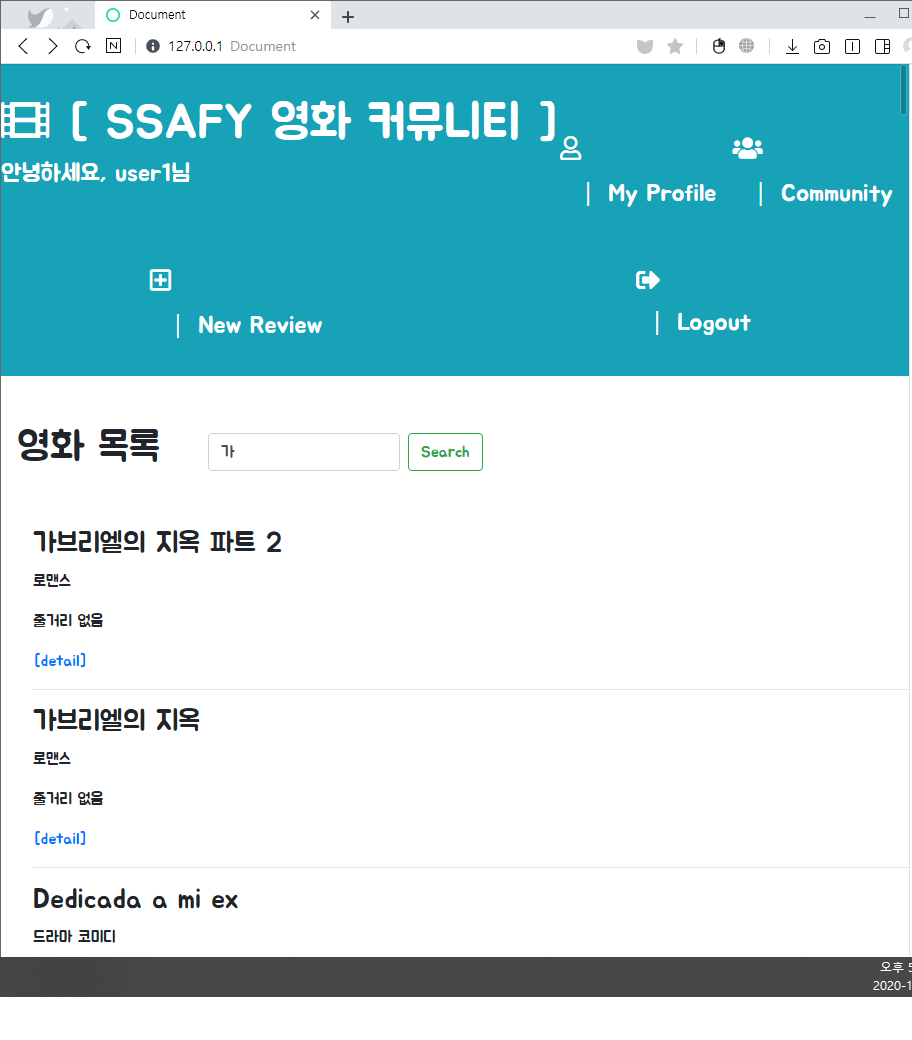 Document
127.0.0.1 Document
[ SSAFY 영화 커뮤니티 ]
안녕하세요, user1님
| My Profile
| Community
| New Review
| Logout
영화 목록
가
Search
가브리엘의 지옥 파트 2
로맨스
줄거리 없음
[detail]
가브리엘의 지옥
로맨스
줄거리 없음
[detail]
Dedicada a mi ex
드라마 코미디
오후
2020-1